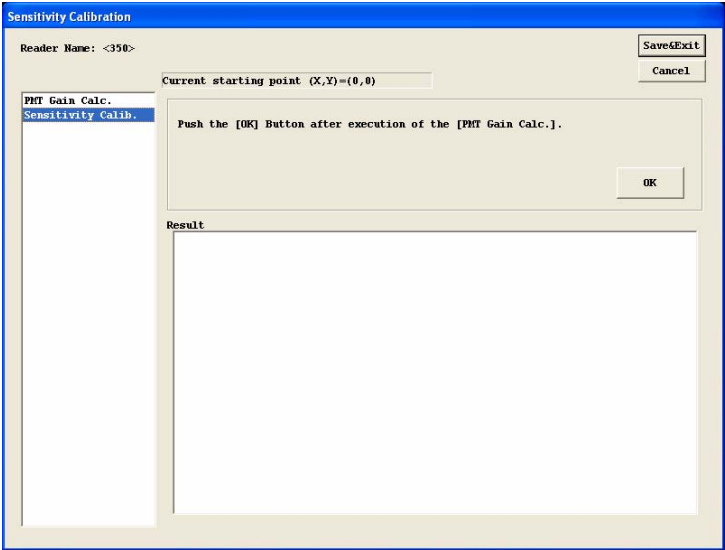 Sensitivity Calibration
Reader Name: <350>
Save&Exit
Cancel
Current starting point (X,Y)=(0,0)
PMT Gain Calc.
Sensitivity Calib.
Push the [OK] Button after execution of the [PMT Gain Calc.].
OK
Result